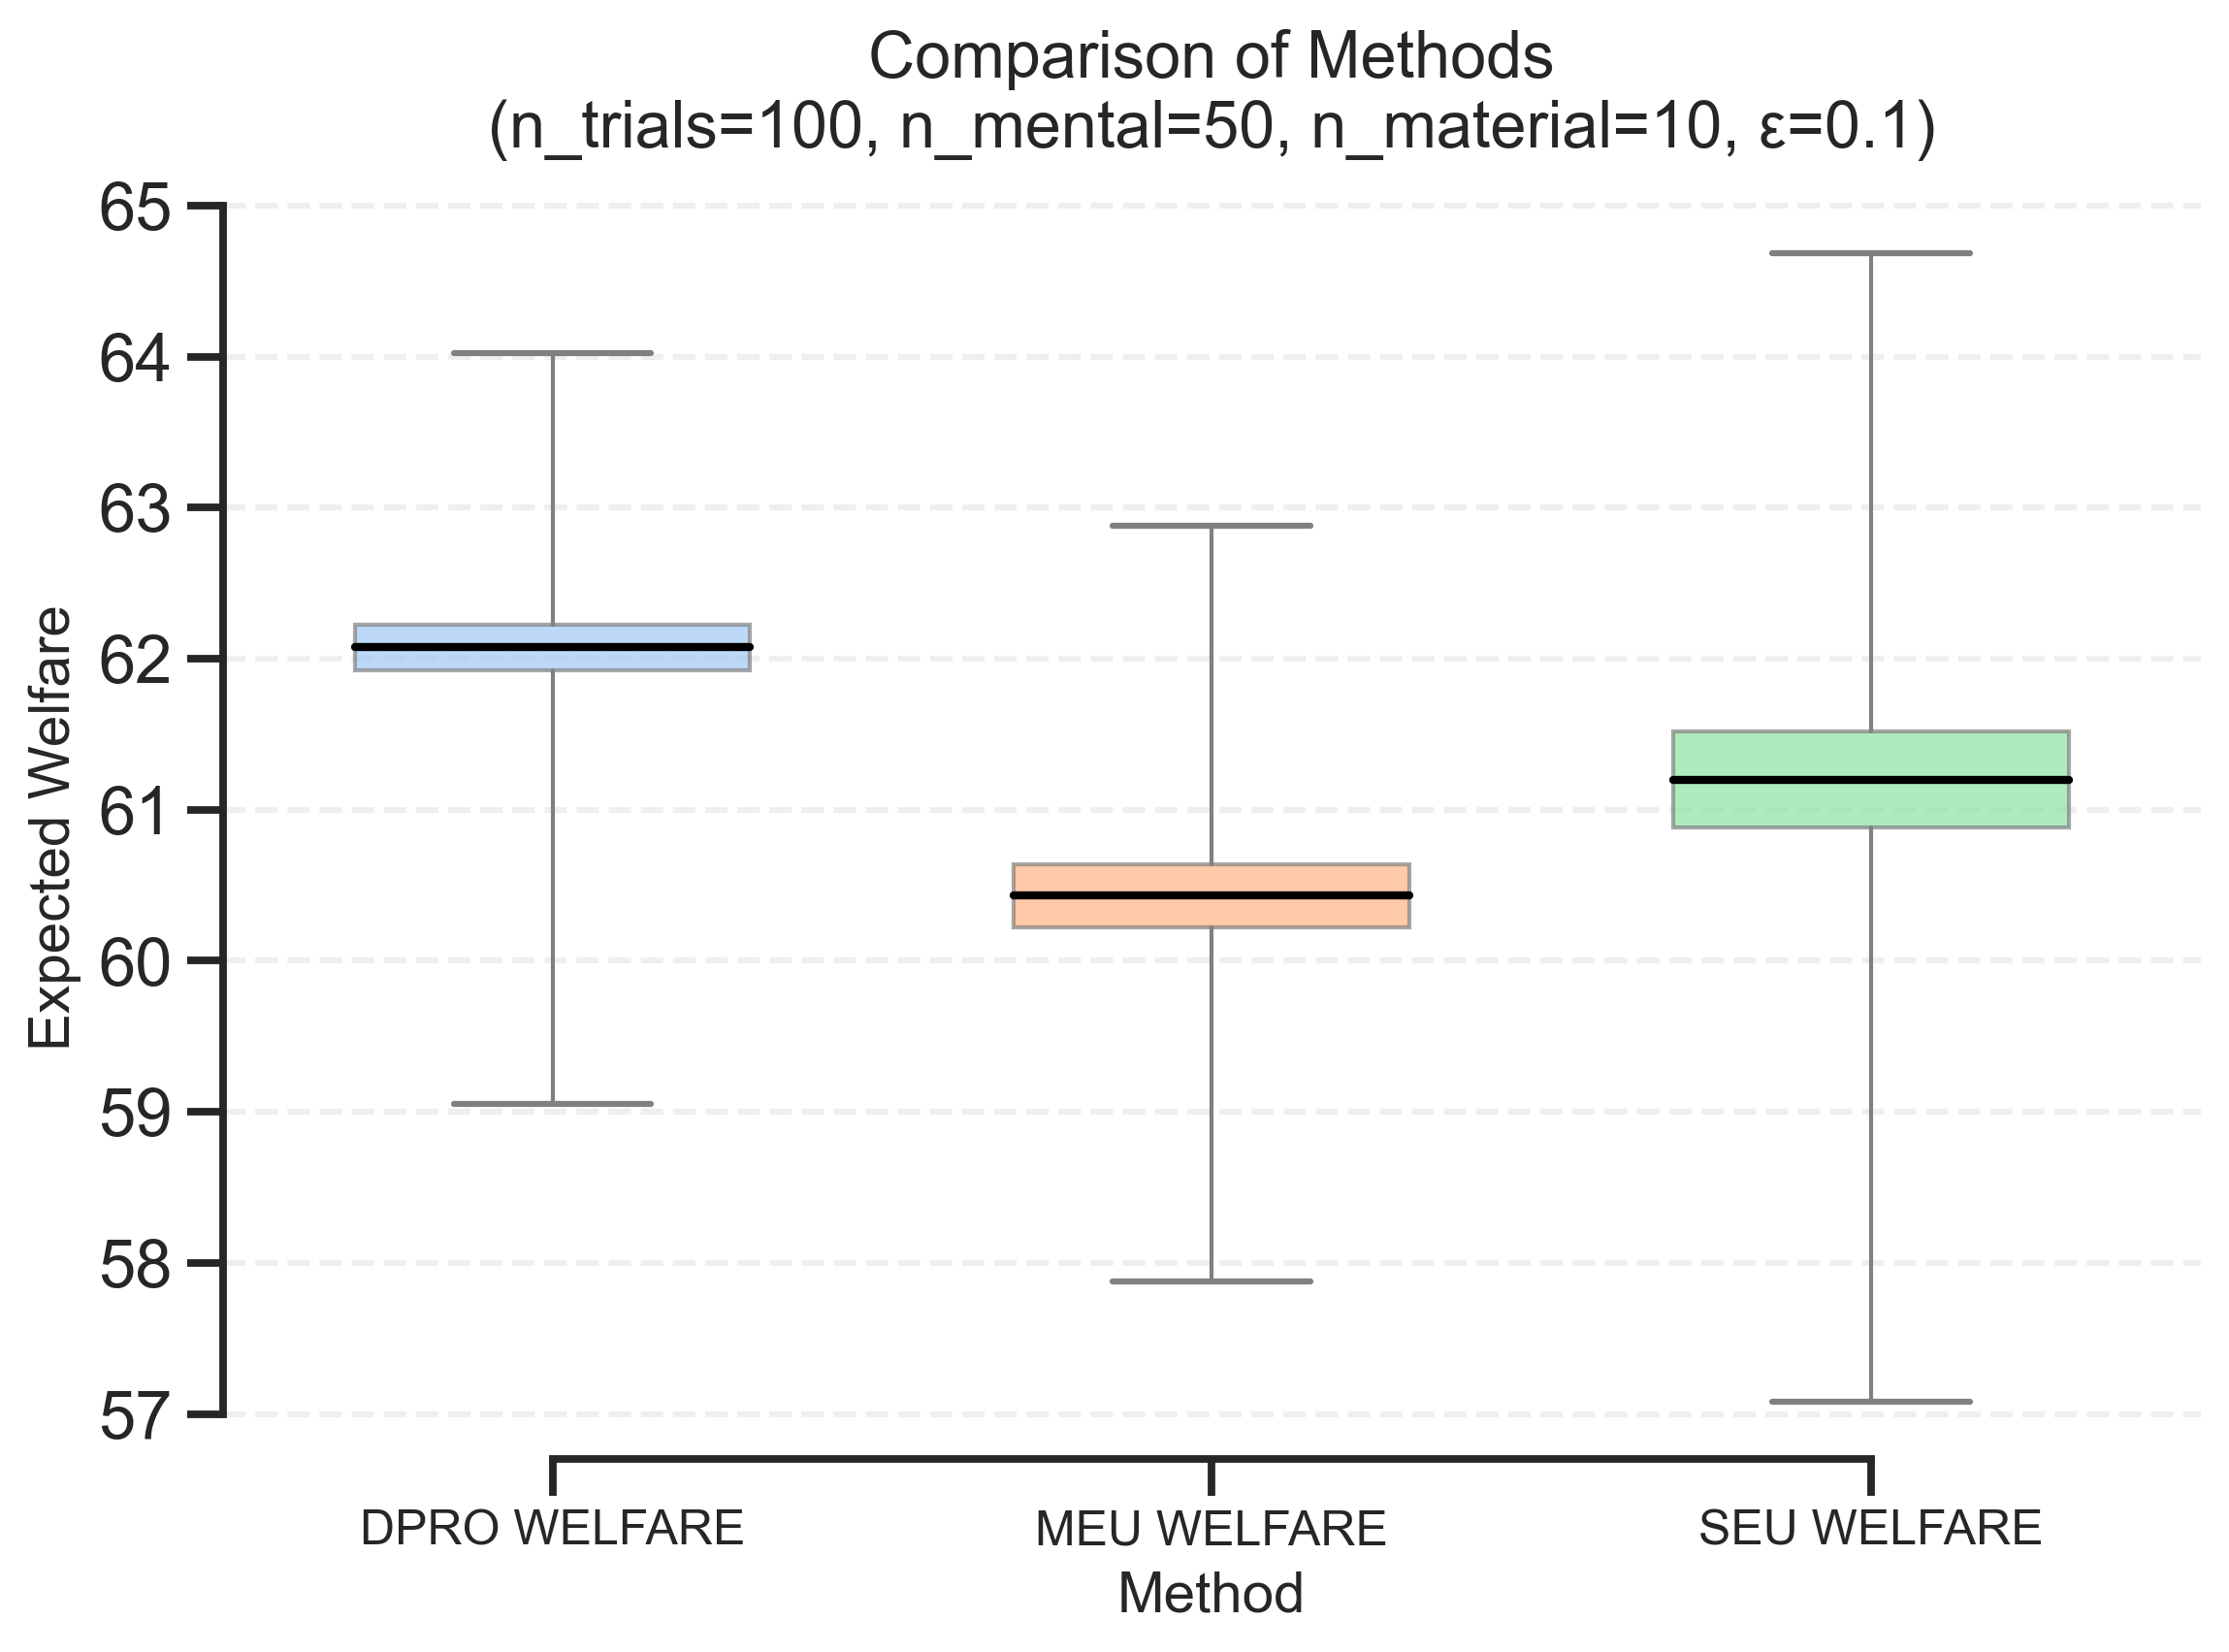 Comparison of Methods
(n_trials=100, n_mental=50, n_material=10, ε=0.1)
65
64
63
62
61
60
59
58
57
Expected Welfare
DPRO WELFARE
MEU WELFARE
SEU WELFARE
Method